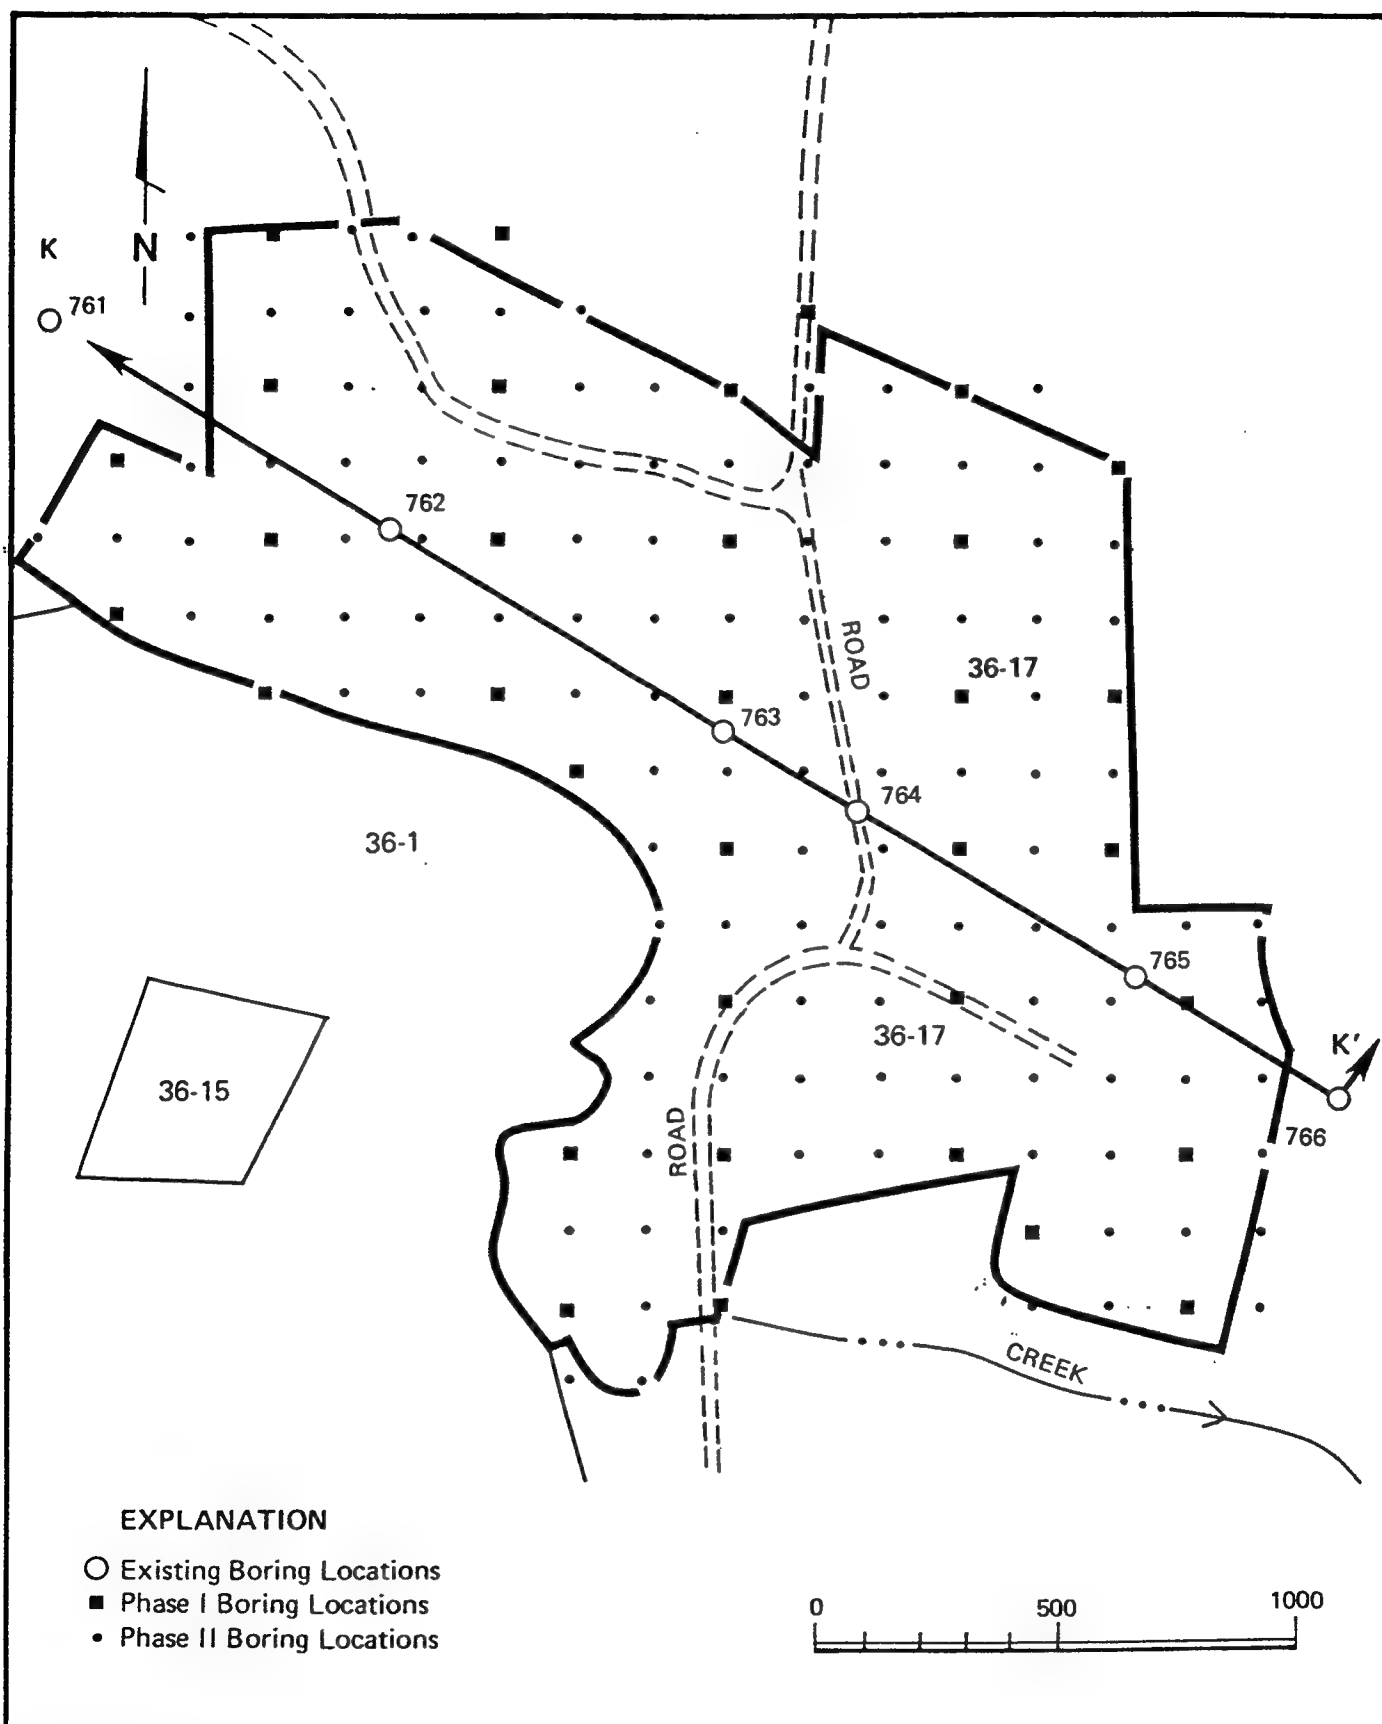 K
N
761
762
ROAD
36-17
763
764
36-1
765
36-17
K'
36-15
ROAD
766
CREEK
EXPLANATION
Existing Boring Locations
Phase I Boring Locations
Phase II Boring Locations
0 500 1000